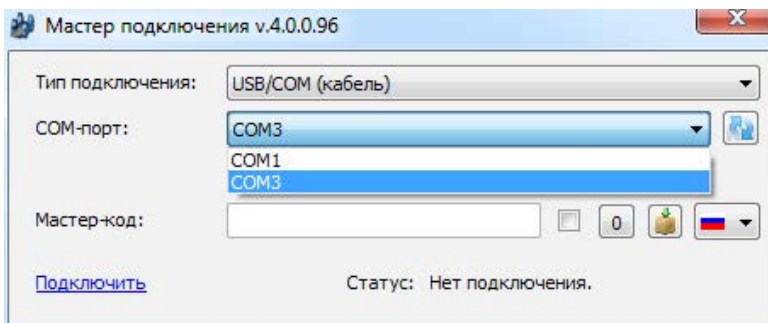 Мастер подключения v.4.0.0.96
Тип подключения: USB/COM (кабель)
COM-порт: COM3
COM1
COM3
Мастер-код: 0
Подключить Статус: Нет подключения.